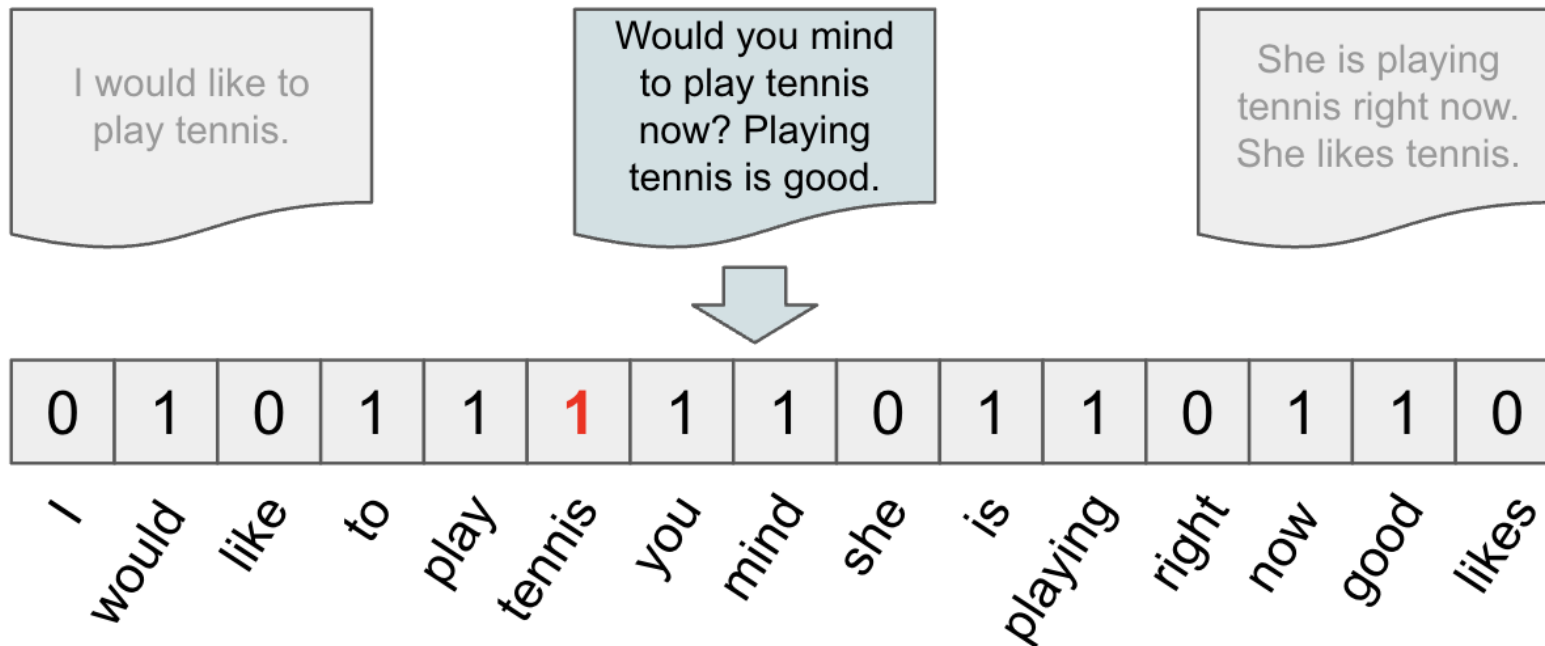 I would like to
play tennis.
Would you mind
to play tennis
now? Playing
tennis is good.
She is playing
tennis right now.
She likes tennis.
0 1 0 1 1 1 1 1 0 1 1 0 1 1 0
I would like to play tennis you mind she is playing right now good likes